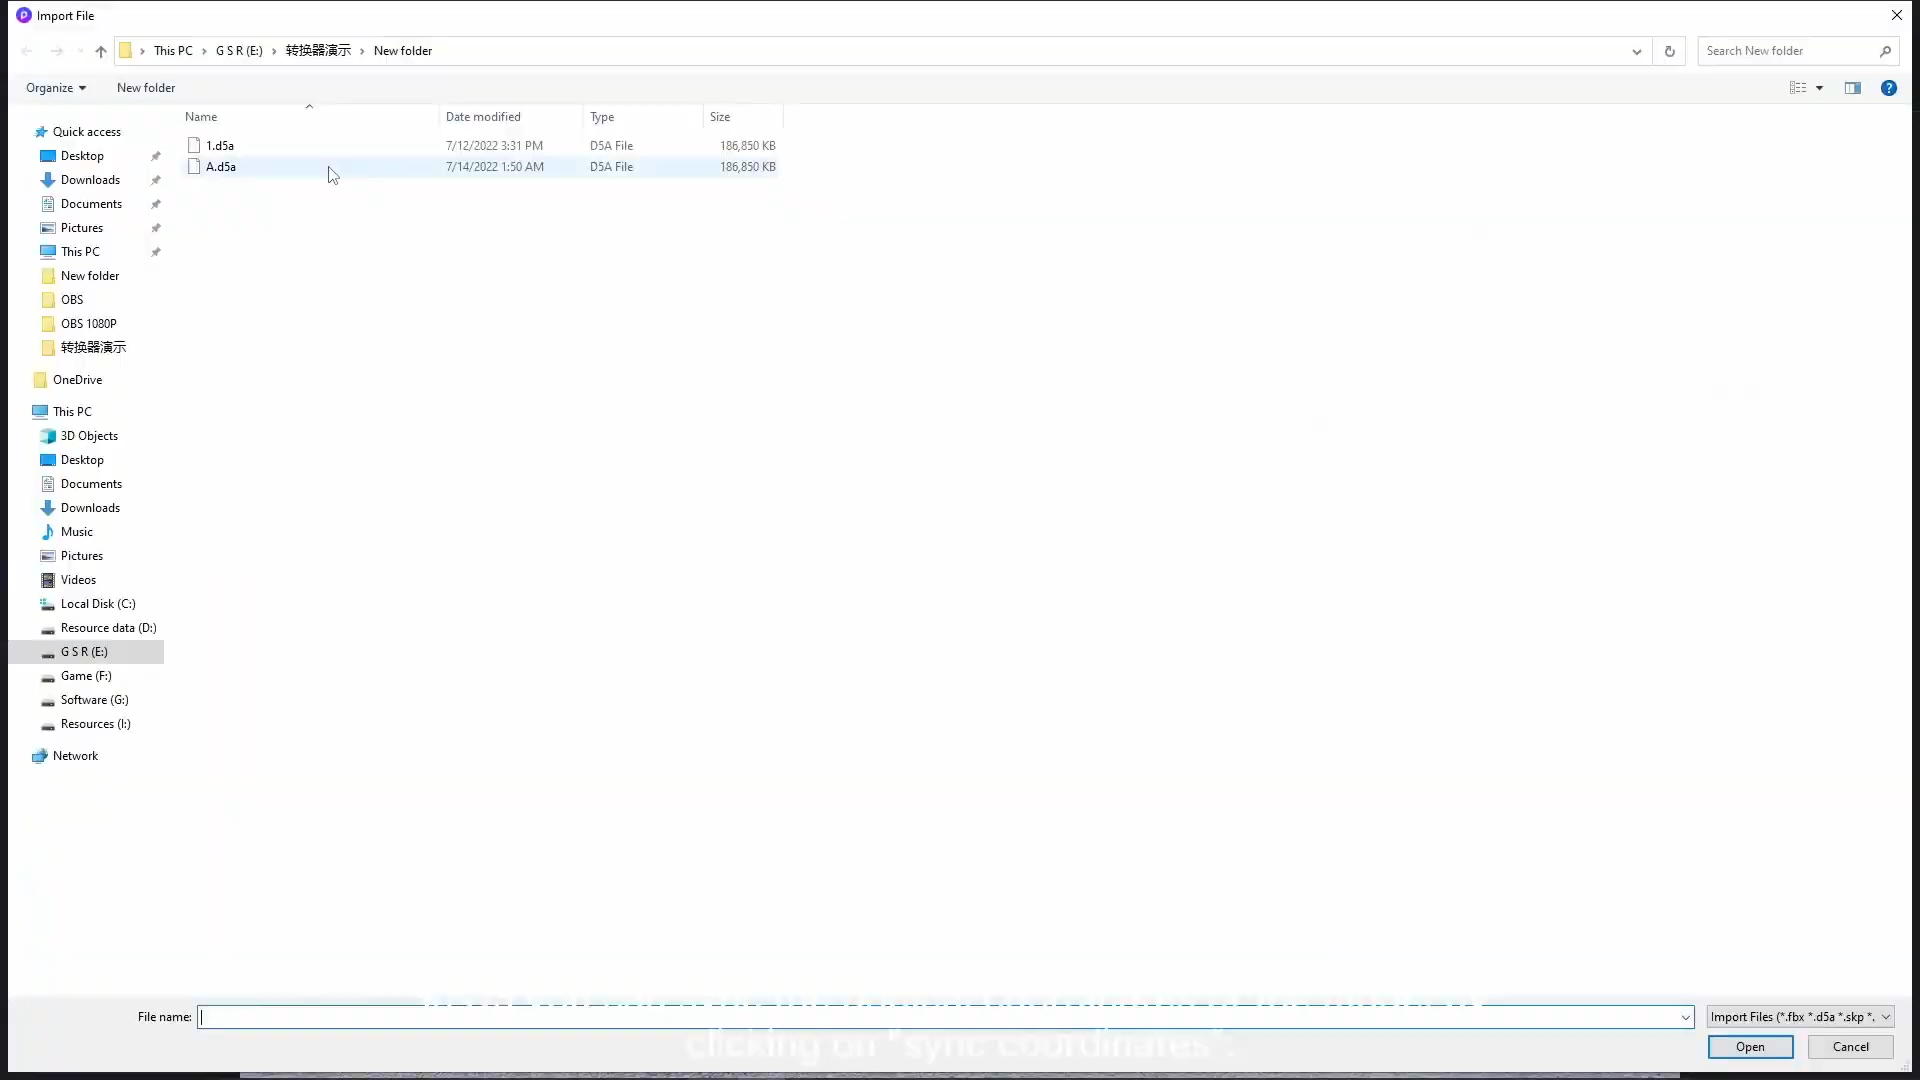 Import File
This PC › G S R (E:) › 转换器演示 › New folder
Search New folder
Organize
New folder
Name
Date modified
Type
Size
1.d5a
7/12/2022 3:31 PM
D5A File
186,850 KB
A.d5a
7/14/2022 1:50 AM
D5A File
186,850 KB
Quick access
Desktop
Downloads
Documents
Pictures
This PC
New folder
OBS
OBS 1080P
转换器演示
OneDrive
This PC
3D Objects
Desktop
Documents
Downloads
Music
Pictures
Videos
Local Disk (C:)
Resource data (D:)
G S R (E:)
Game (F:)
Software (G:)
Resources (I:)
Network
File name:
Import Files (*.fbx *.d5a *.skp *.
clicking on "sync coordinates".
Open
Cancel